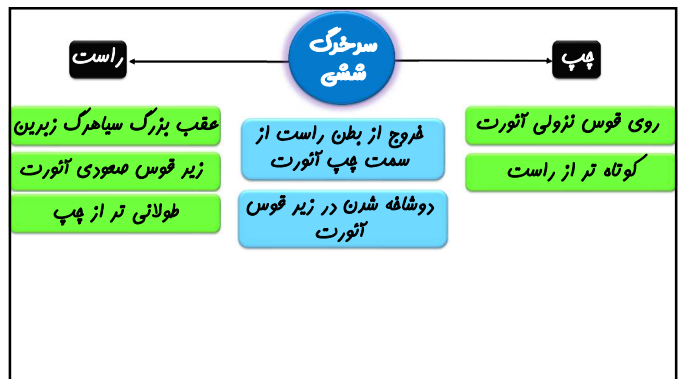 سرخرگ
ششی
چپ
راست
روی قوس نزولی آئورت
کوتاه تر از راست
خروج از بطن راست از
سمت چپ آئورت
دوشاخه شدن در زیر قوس
آئورت
عقب بزرگ سیاهرگ زبرین
زیر قوس صعودی آئورت
طولانی تر از چپ